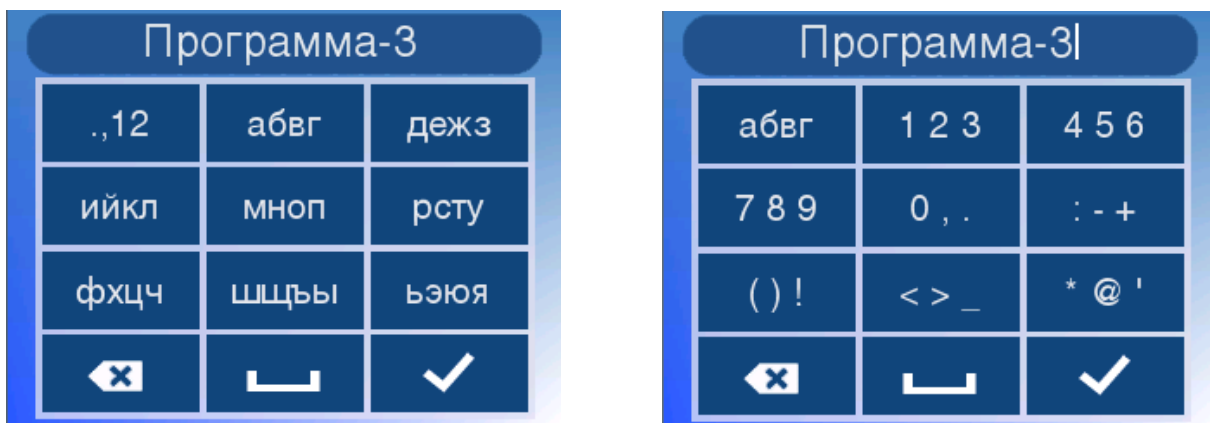 Программа-3
.,12 абвг дежз
ийкл мноп рсту
фхцч шщъы ьэюя
Программа-3
абвг 1 2 3 4 5 6
7 8 9 0 , . : - +
( ) ! < > _ * @ '